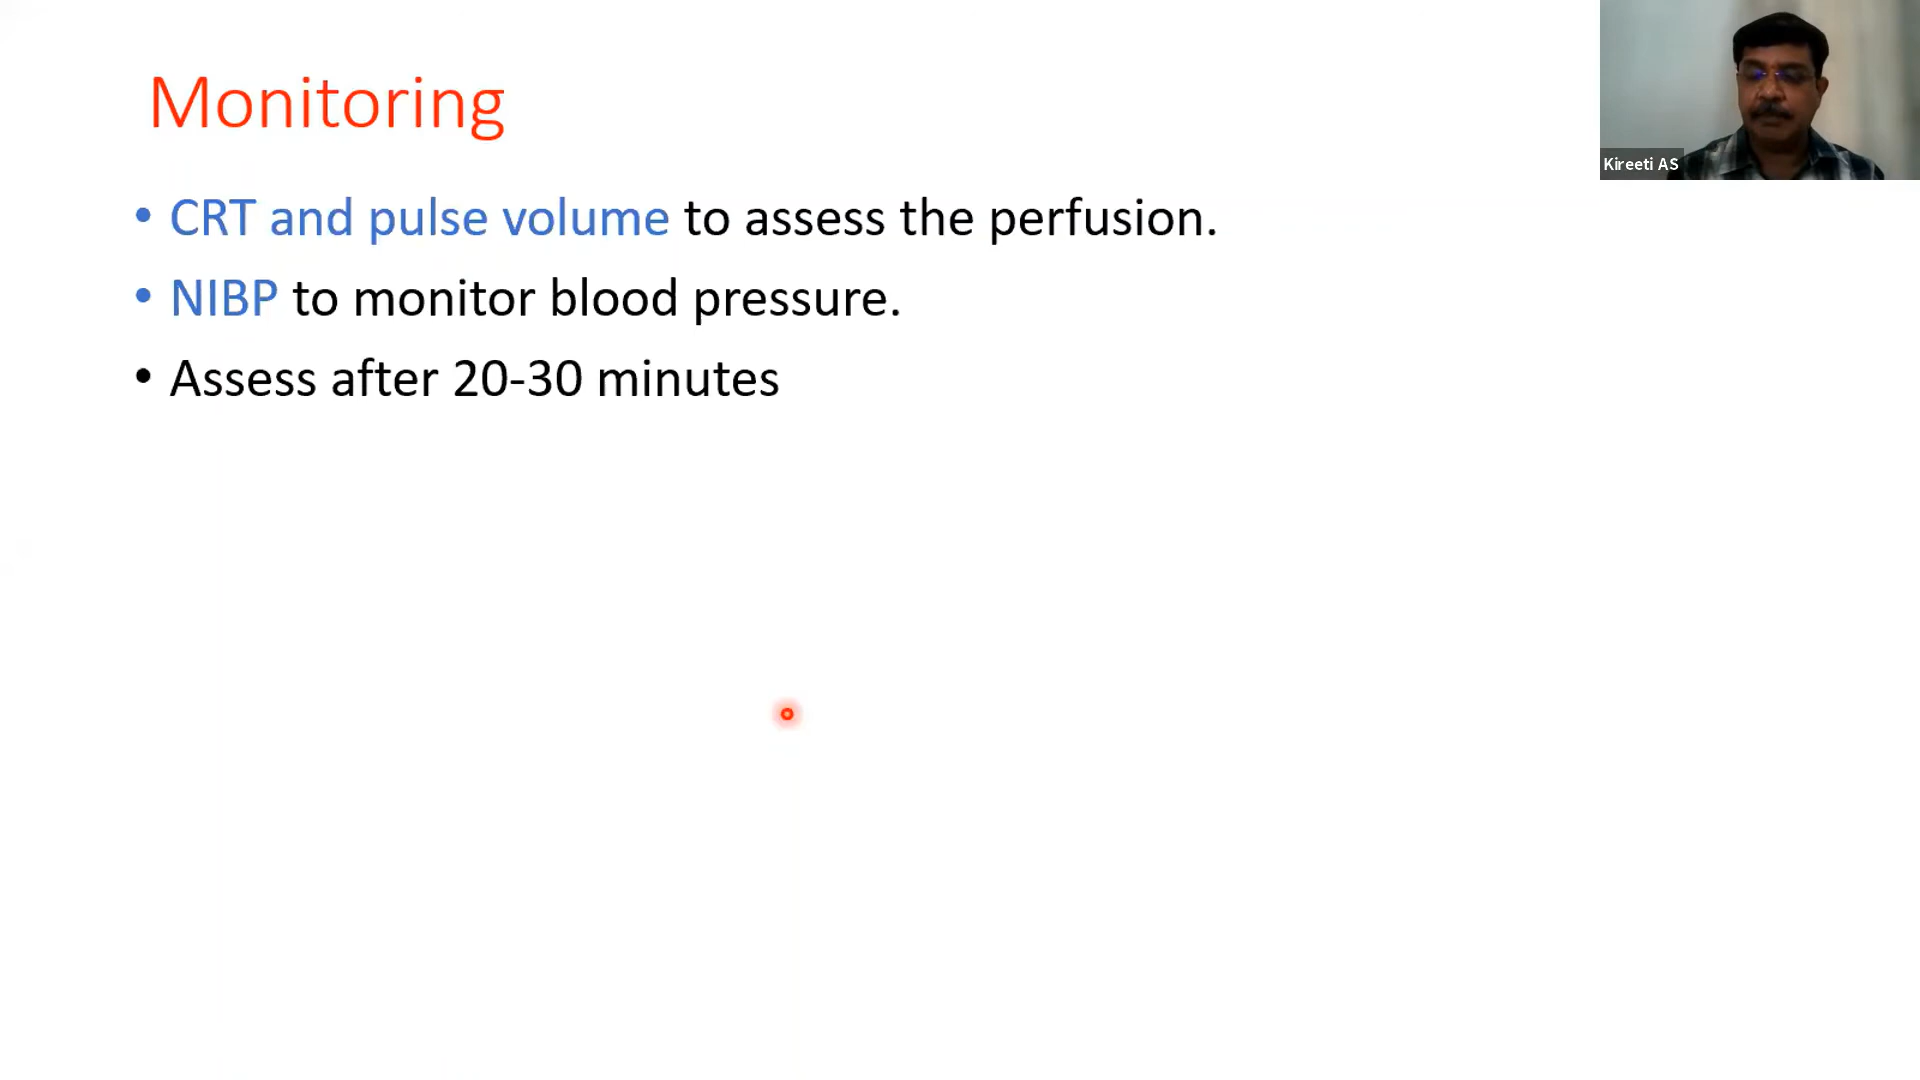 Monitoring
Kireeti AS
• CRT and pulse volume to assess the perfusion.
• NIBP to monitor blood pressure.
• Assess after 20-30 minutes